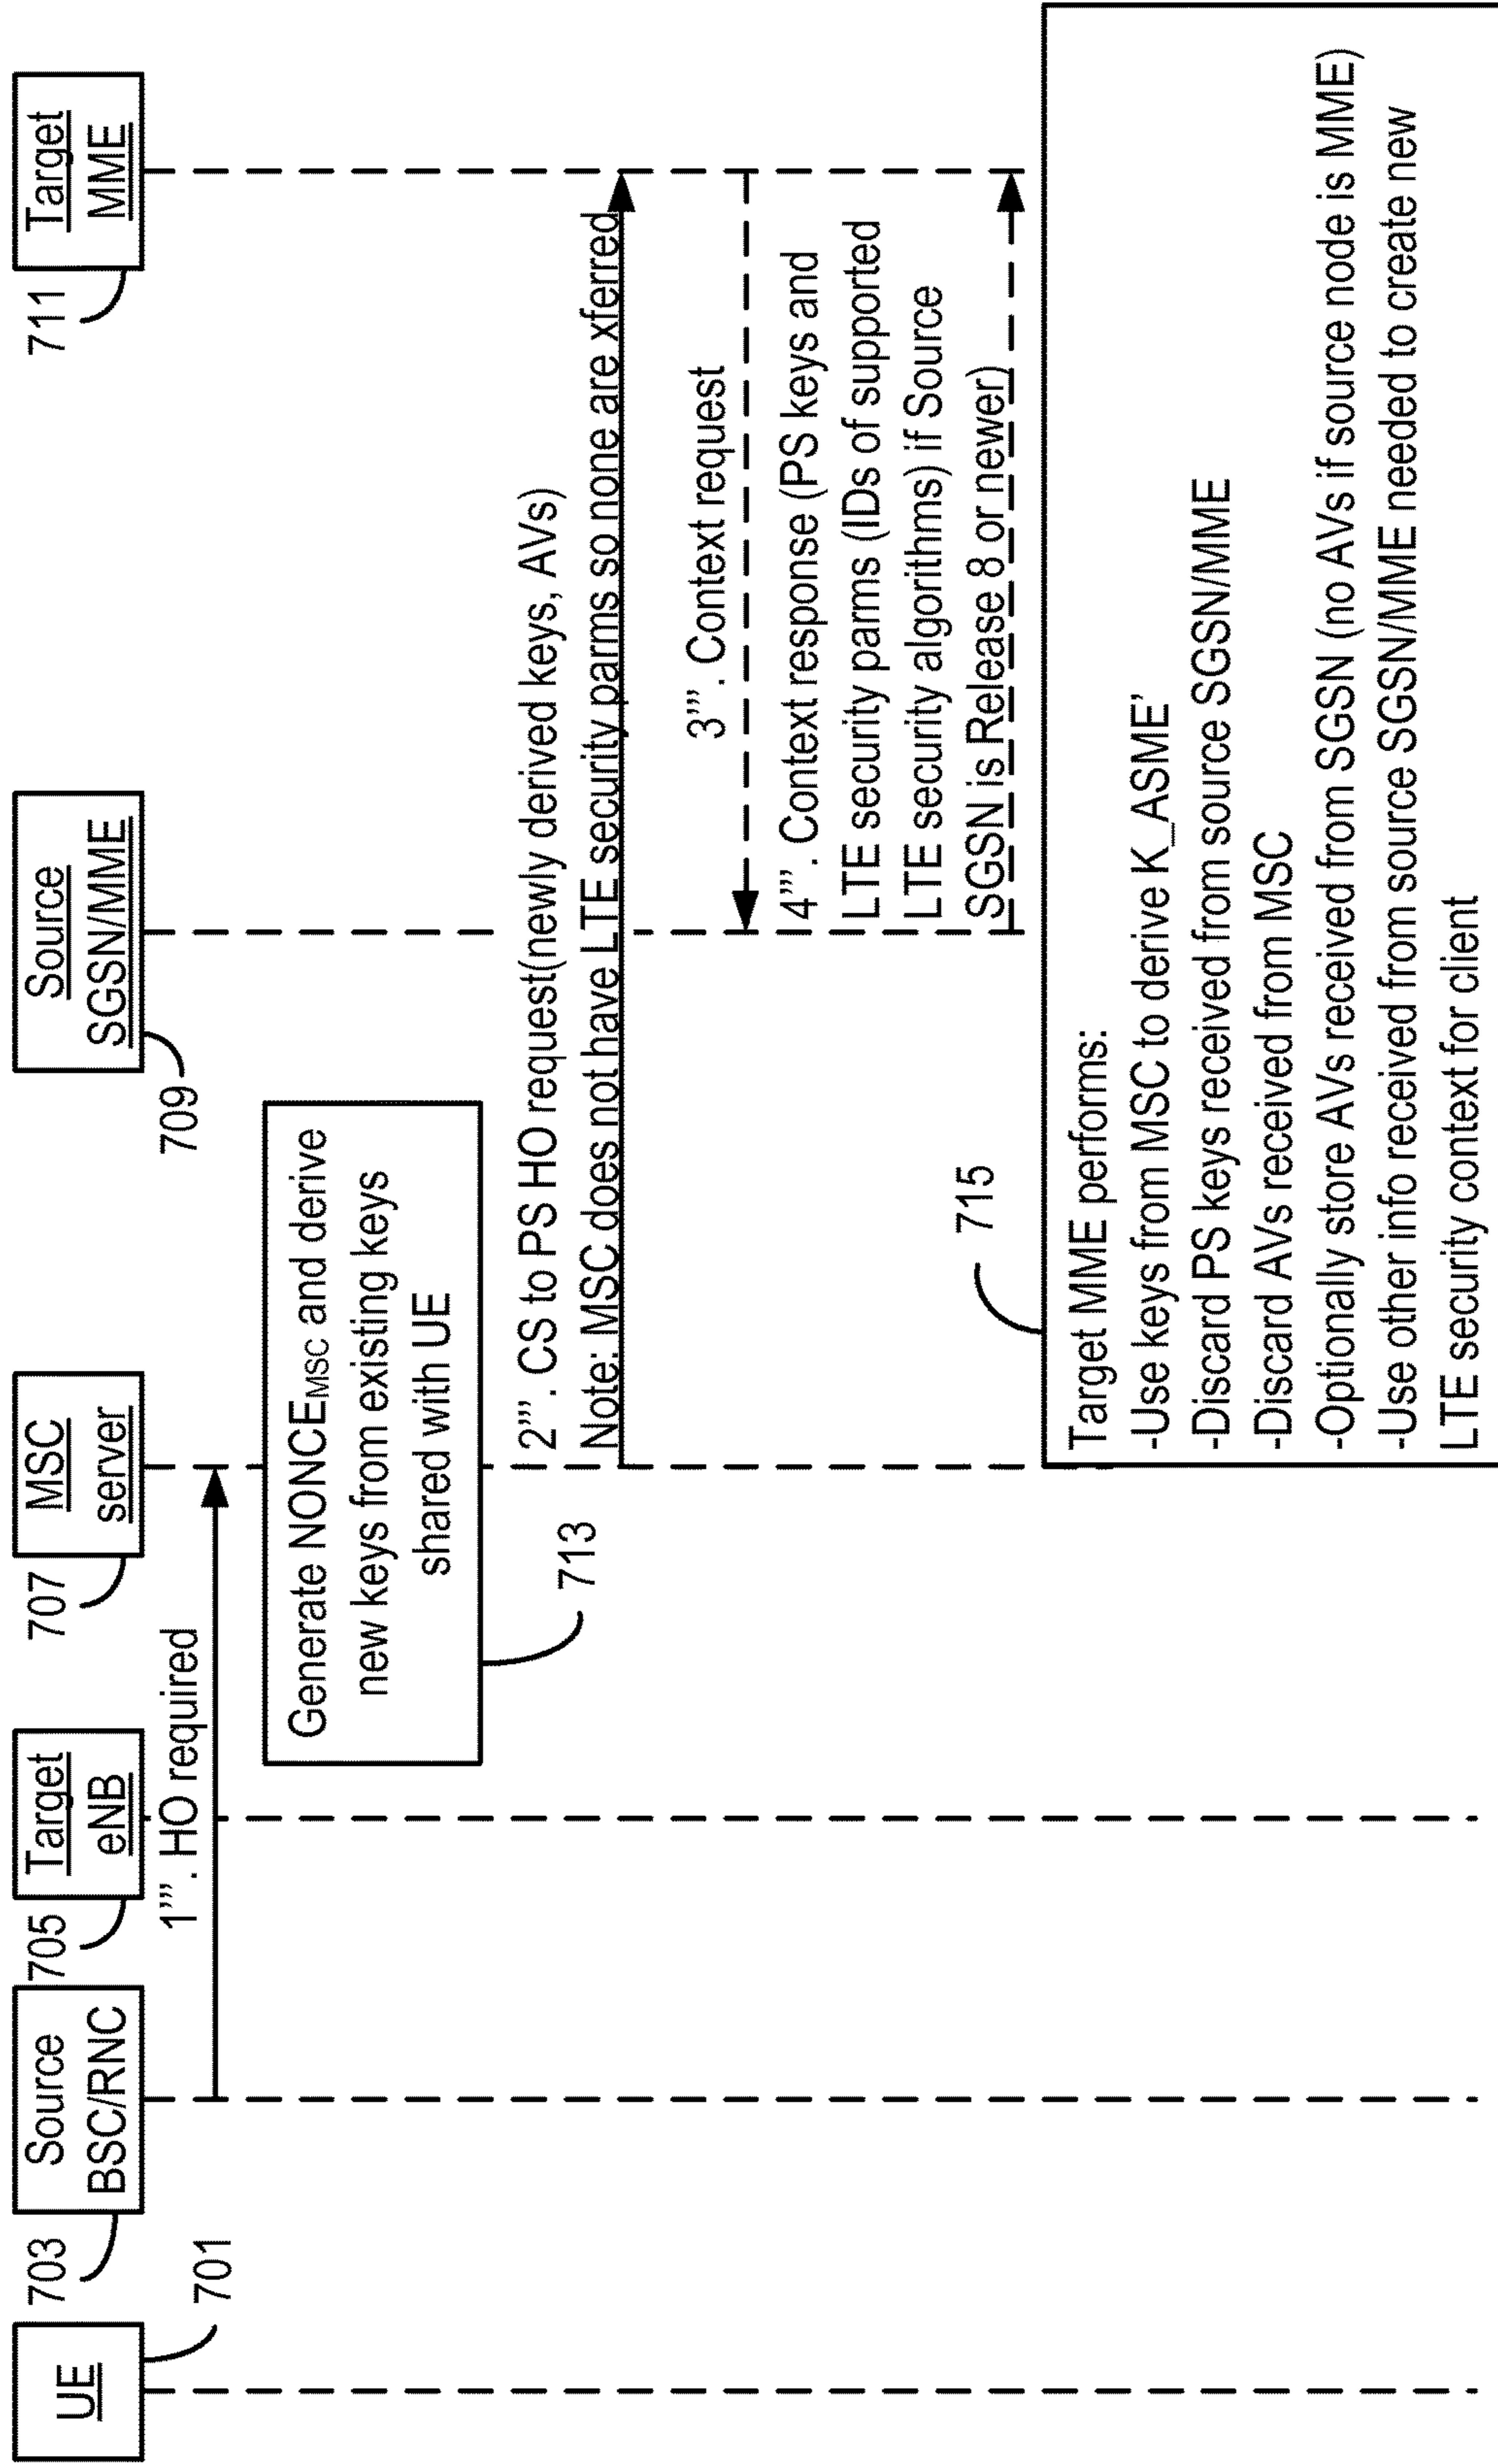 UE
701
Source
BSC/RNC
703
Target
eNB
705
MSC
server
707
Source
SGSN/MME
709
Target
MME
711
1"". HO required
Generate NONCEMSC and derive
new keys from existing keys
shared with UE
713
2"". CS to PS HO request(newly derived keys, AVs)
Note: MSC does not have LTE security parms so none are xferred
3"". Context request
4"". Context response (PS keys and
LTE security parms (IDs of supported
LTE security algorithms) if Source
SGSN is Release 8 or newer)
715
Target MME performs:
-Use keys from MSC to derive K_ASME'
-Discard PS keys received from source SGSN/MME
-Discard AVs received from MSC
-Optionally store AVs received from SGSN (no AVs if source node is MME)
-Use other info received from source SGSN/MME needed to create new
LTE security context for client